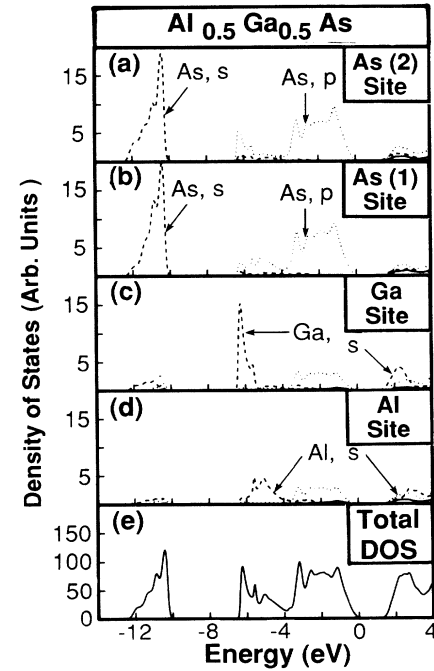 Al 0.5 Ga0.5 As
(a)
As, s
As, p
As (2)
Site
15
5
(b)
As, s
As, p
As (1)
Site
15
5
(c)
Ga, s
Ga
Site
15
5
(d)
Al, s
Al
Site
15
5
(e)
Total
DOS
150
100
50
0
-12
-8
-4
0
4
Energy (eV)
Density of States (Arb. Units )